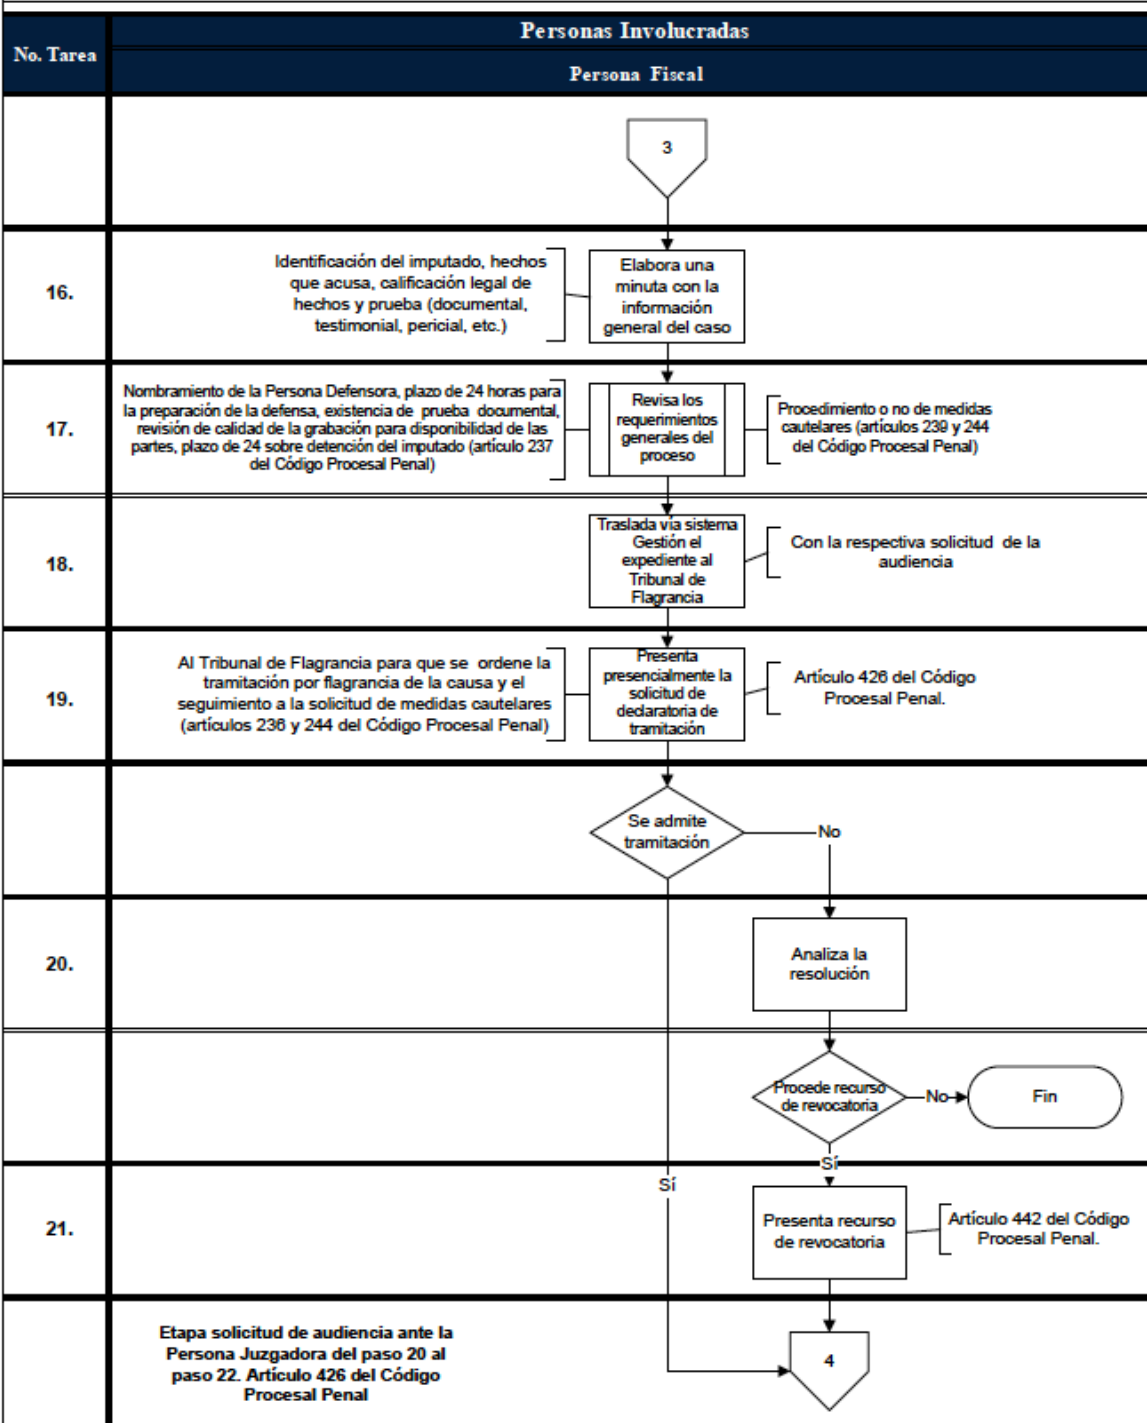 Personas Involucradas
No. Tarea
Persona Fiscal
3
16.
Identificación del imputado, hechos
que acusa, calificación legal de
hechos y prueba (documental,
testimonial, pericial, etc.)
Elabora una
minuta con la
información
general del caso
17.
Nombramiento de la Persona Defensora, plazo de 24 horas para
la preparación de la defensa, existencia de prueba documental,
revisión de calidad de la grabación para disponibilidad de las
partes, plazo de 24 sobre detención del imputado (artículo 237
del Código Procesal Penal)
Revisa los
requerimientos
generales del
proceso
Procedimiento o no de medidas
cautelares (artículos 239 y 244
del Código Procesal Penal)
18.
Traslada vía sistema
Gestión el
expediente al
Tribunal de
Flagrancia
Con la respectiva solicitud de la
audiencia
19.
Al Tribunal de Flagrancia para que se ordene la
tramitación por flagrancia de la causa y el
seguimiento a la solicitud de medidas cautelares
(artículos 236 y 244 del Código Procesal Penal)
Presenta
presencialmente la
solicitud de
declaratoria de
tramitación
Artículo 426 del Código
Procesal Penal.
Se admite
tramitación
No
20.
Analiza la
resolución
Procede recurso
de revocatoria
No
Fin
Sí
Sí
21.
Presenta recurso
de revocatoria
Artículo 442 del Código
Procesal Penal.
Etapa solicitud de audiencia ante la
Persona Juzgadora del paso 20 al
paso 22. Artículo 426 del Código
Procesal Penal
4